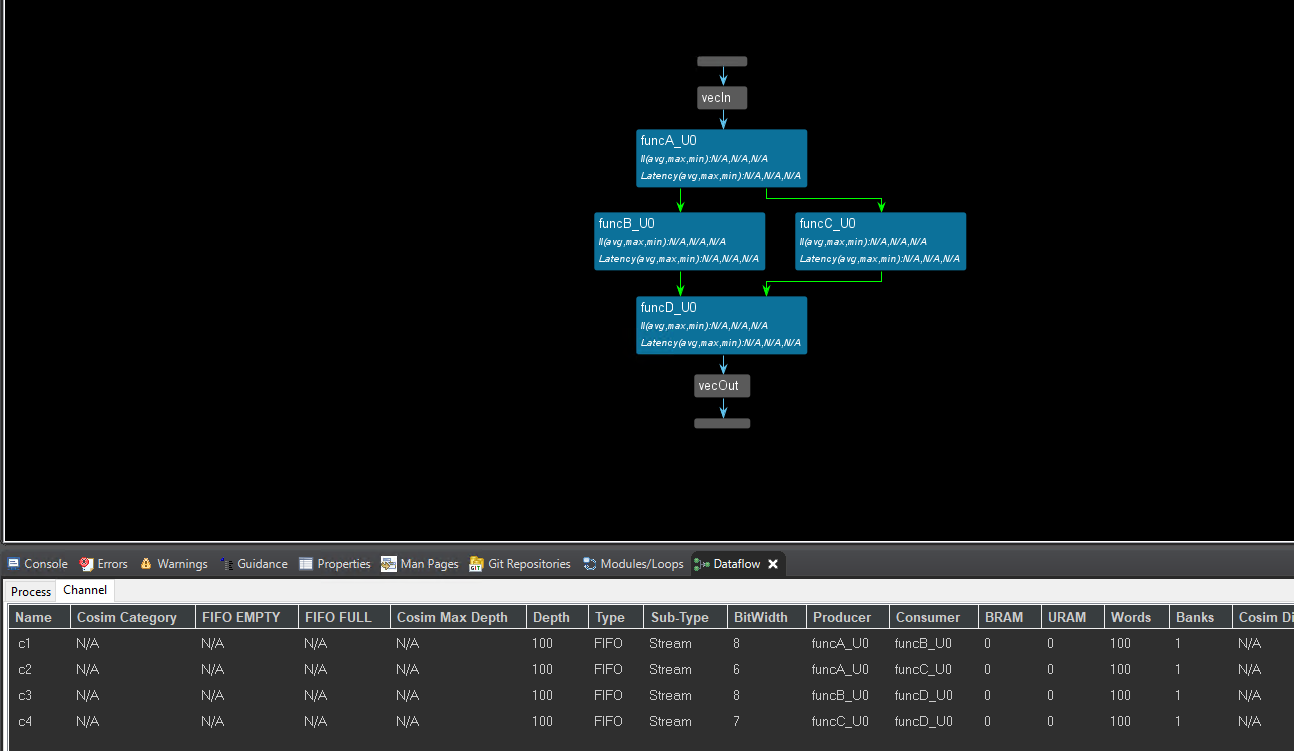 vecIn
funcA_U0
II(avg,max,min):N/A,N/A,N/A
Latency(avg,max,min):N/A,N/A,N/A
funcB_U0 funcC_U0
II(avg,max,min):N/A,N/A,N/A II(avg,max,min):N/A,N/A,N/A
Latency(avg,max,min):N/A,N/A,N/A Latency(avg,max,min):N/A,N/A,N/A
funcD_U0
II(avg,max,min):N/A,N/A,N/A
Latency(avg,max,min):N/A,N/A,N/A
vecOut
Console Errors Warnings Guidance Properties Man Pages GIT Git Repositories Modules/Loops Dataflow
Process Channel
Name Cosim Category FIFO EMPTY FIFO FULL Cosim Max Depth Depth Type Sub-Type BitWidth Producer Consumer BRAM URAM Words Banks Cosim Di
c1 N/A N/A N/A N/A 100 FIFO Stream 8 funcA_U0 funcB_U0 0 0 100 1 N/A
c2 N/A N/A N/A N/A 100 FIFO Stream 6 funcA_U0 funcC_U0 0 0 100 1 N/A
c3 N/A N/A N/A N/A 100 FIFO Stream 8 funcB_U0 funcD_U0 0 0 100 1 N/A
c4 N/A N/A N/A N/A 100 FIFO Stream 7 funcC_U0 funcD_U0 0 0 100 1 N/A